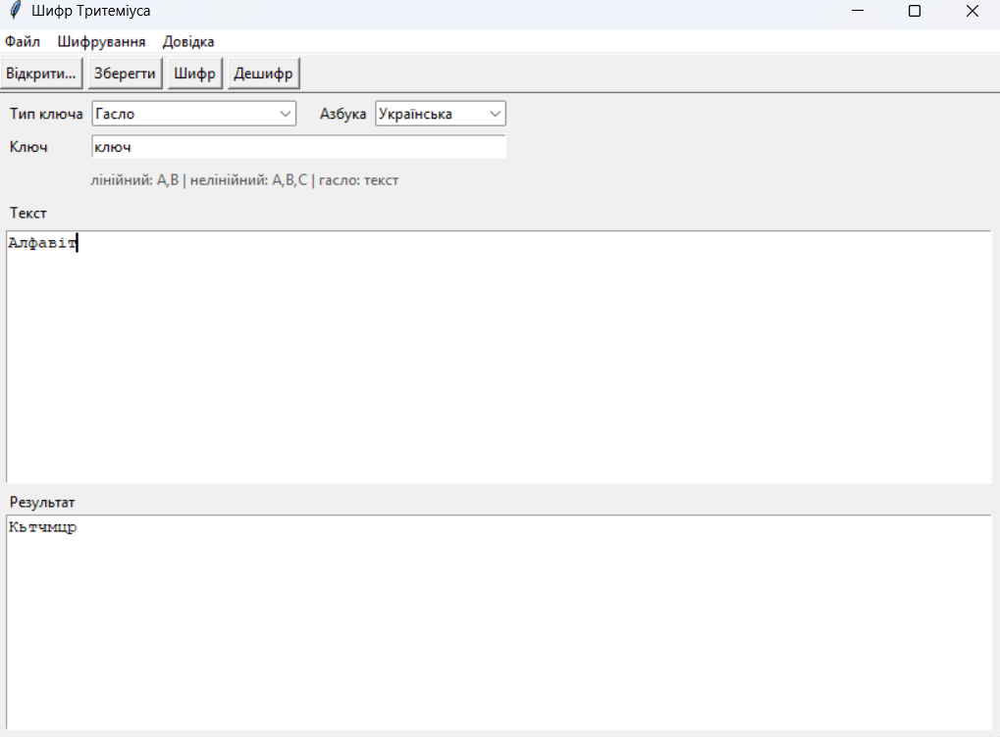 Шифр Тритеміуса
Файл Шифрування Довідка
Відкрити... Зберегти Шифр Дешифр
Тип ключа Гасло Азбука Українська
Ключ ключ
лінійний: A,B | нелінійний: A,B,C | гасло: текст
Текст
Алфавіт
Результат
Кьтчмцр